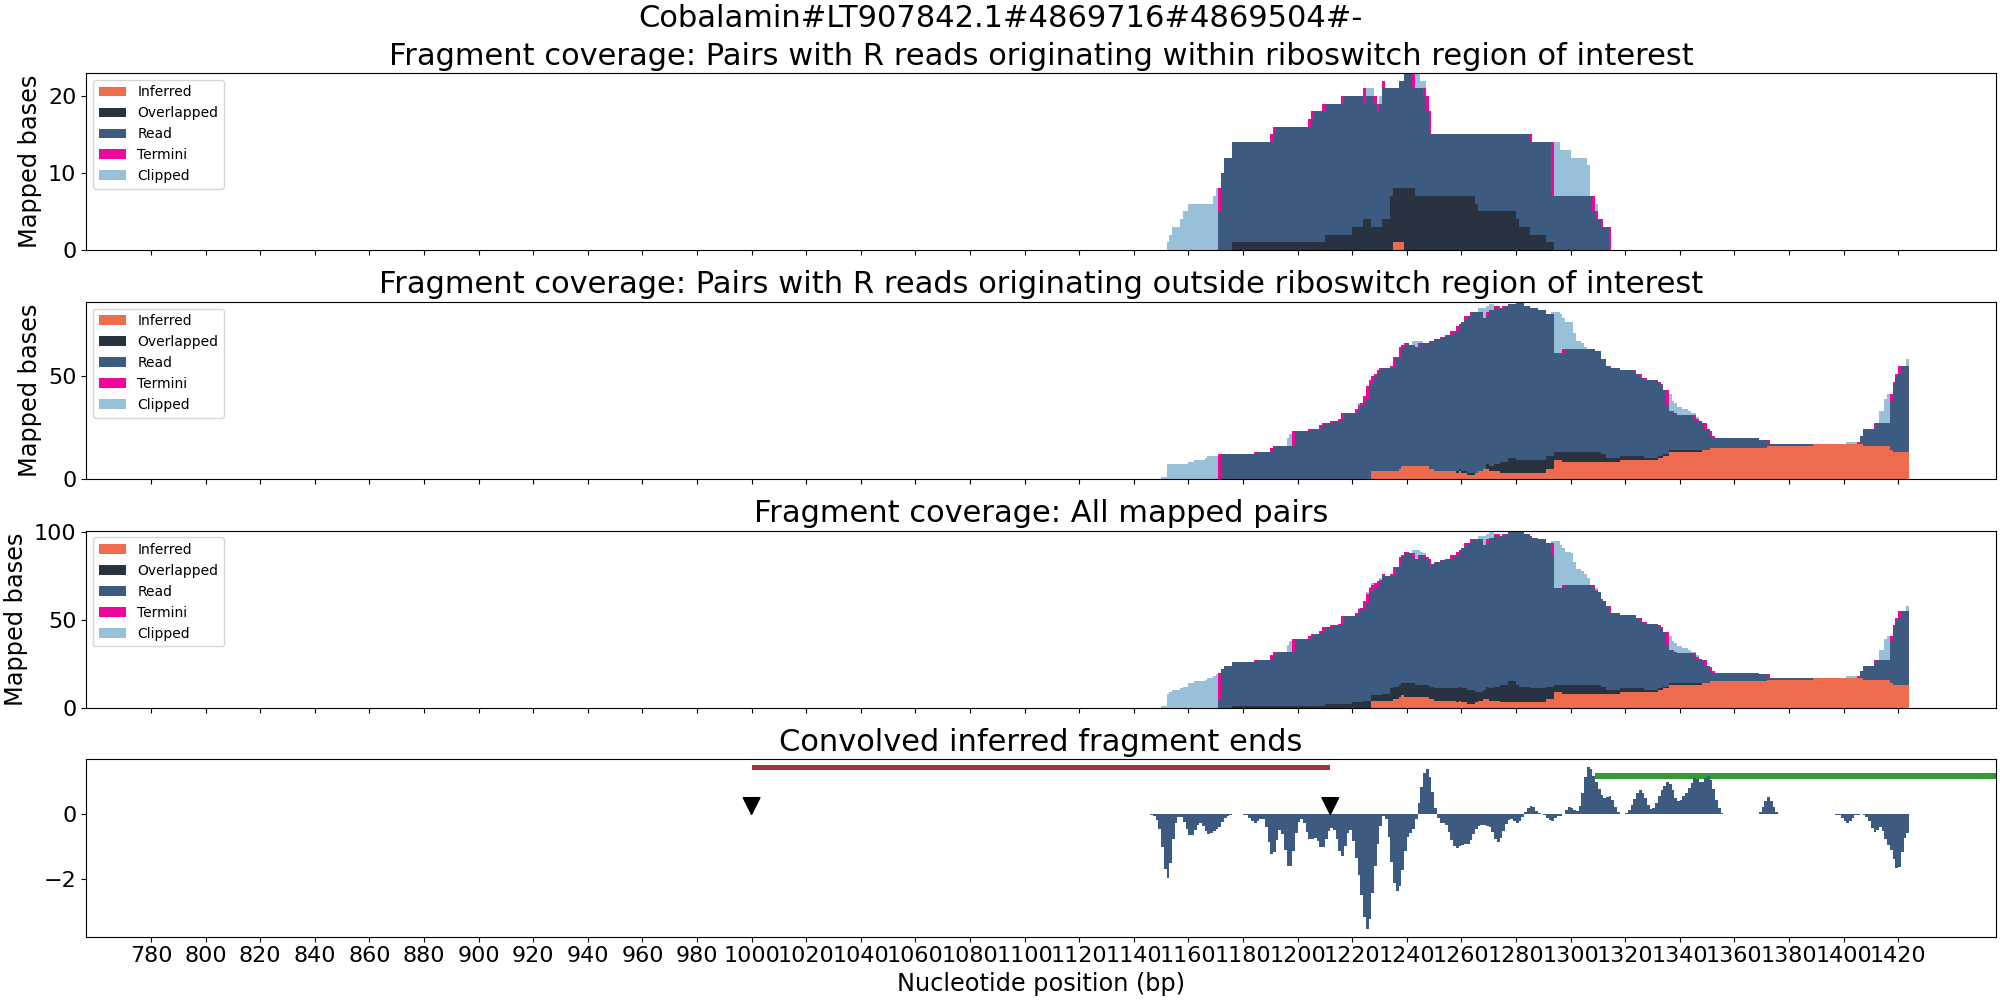 Cobalamin#LT907842.1#4869716#4869504#-
Fragment coverage: Pairs with R reads originating within riboswitch region of interest
Mapped bases
20
10
0
Inferred
Overlapped
Read
Termini
Clipped
Fragment coverage: Pairs with R reads originating outside riboswitch region of interest
Mapped bases
50
0
Inferred
Overlapped
Read
Termini
Clipped
Fragment coverage: All mapped pairs
Mapped bases
100
50
0
Inferred
Overlapped
Read
Termini
Clipped
Convolved inferred fragment ends
0
−2
780 800 820 840 860 880 900 920 940 960 980 1000 1020 1040 1060 1080 1100 1120 1140 1160 1180 1200 1220 1240 1260 1280 1300 1320 1340 1360 1380 1400 1420
Nucleotide position (bp)